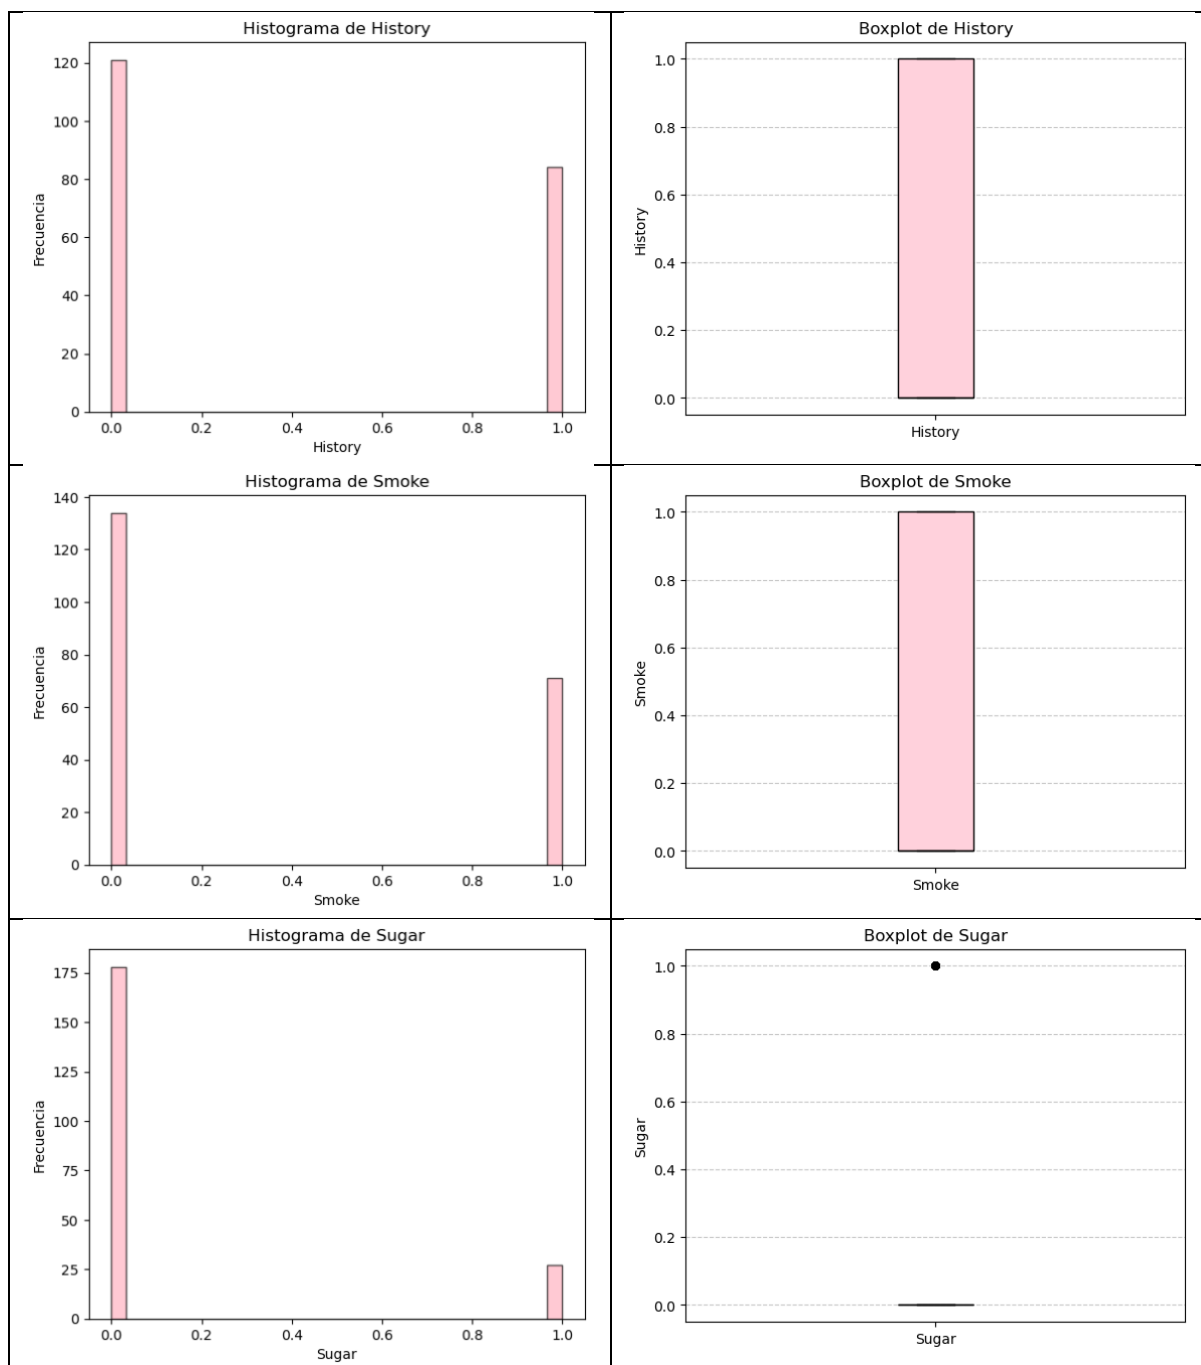 Histograma de History
120
100
80
60
40
20
0
Frecuencia
0.0 0.2 0.4 0.6 0.8 1.0
History
Boxplot de History
1.0
0.8
0.6
0.4
0.2
0.0
History
History
Histograma de Smoke
140
120
100
80
60
40
20
0
Frecuencia
0.0 0.2 0.4 0.6 0.8 1.0
Smoke
Boxplot de Smoke
1.0
0.8
0.6
0.4
0.2
0.0
Smoke
Smoke
Histograma de Sugar
175
150
125
100
75
50
25
0
Frecuencia
0.0 0.2 0.4 0.6 0.8 1.0
Sugar
Boxplot de Sugar
1.0
0.8
0.6
0.4
0.2
0.0
Sugar
Sugar